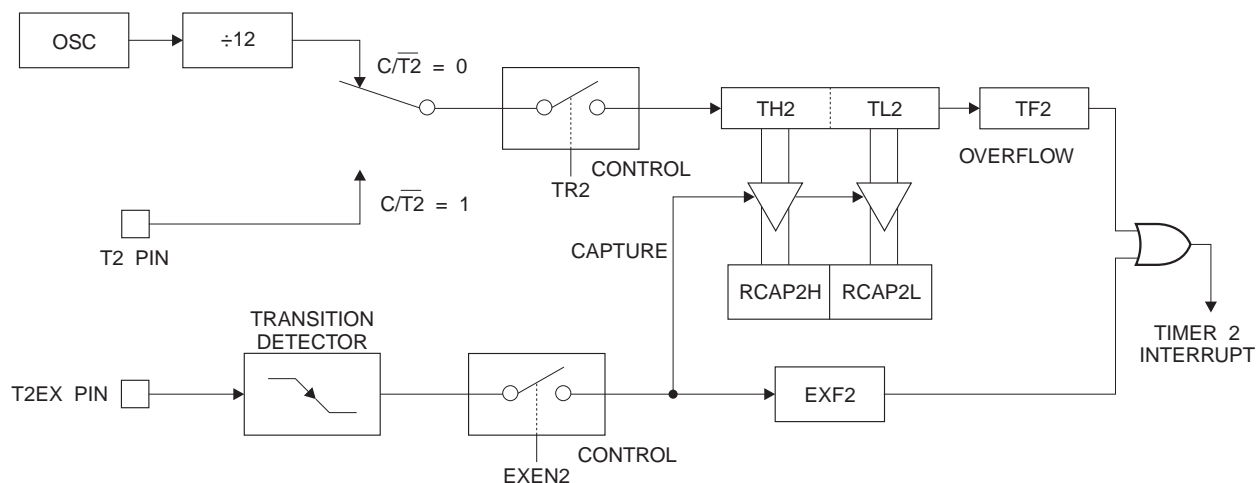 OSC
÷12
C/T2̅ = 0
TH2
TL2
TF2
OVERFLOW
CONTROL
TR2
C/T2̅ = 1
T2 PIN
CAPTURE
RCAP2H
RCAP2L
TRANSITION
DETECTOR
TIMER 2
INTERRUPT
T2EX PIN
EXF2
CONTROL
EXEN2